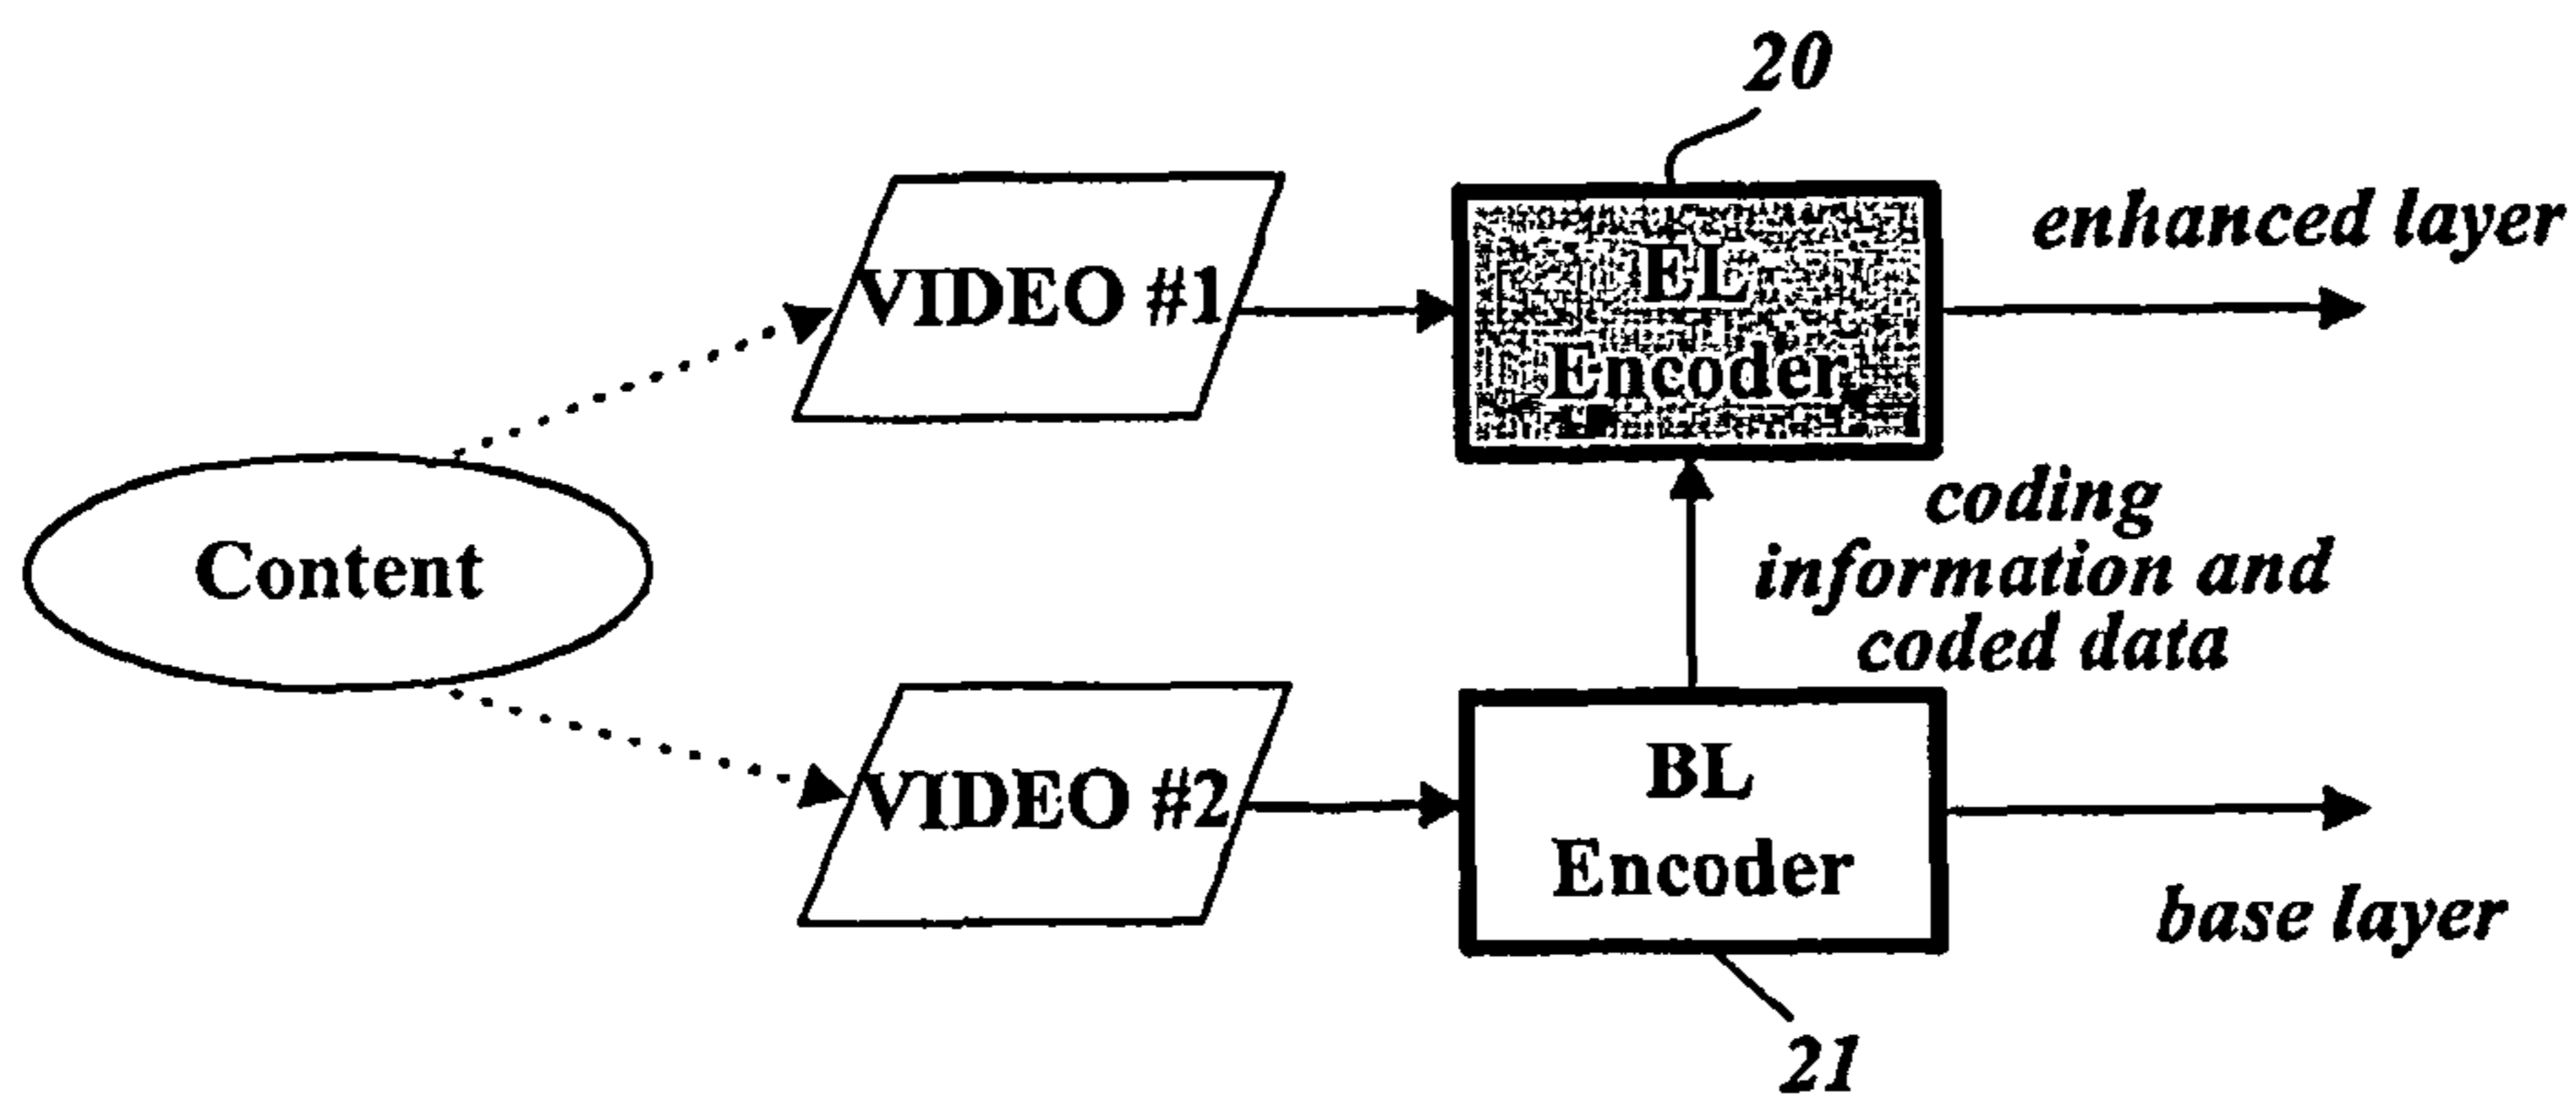 20
enhanced layer
VIDEO #1
EL
Encoder
coding
information and
coded data
Content
VIDEO #2
BL
Encoder
base layer
21